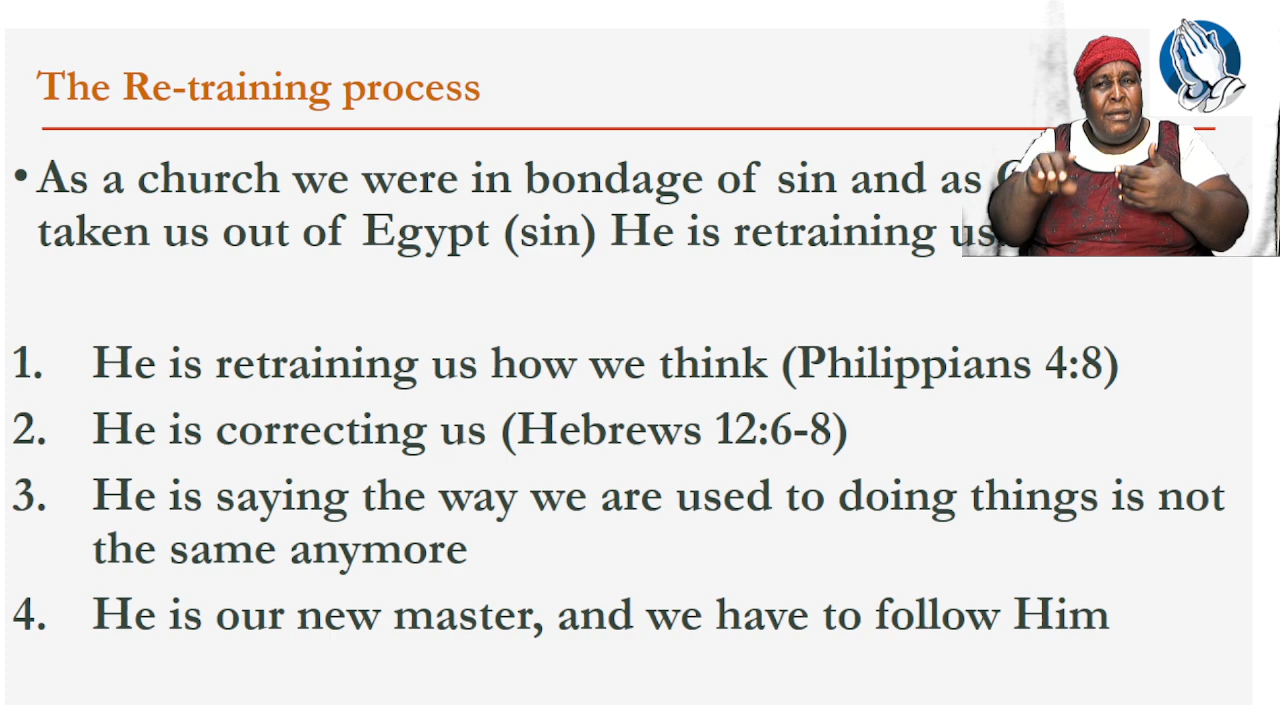 The Re-training process
• As a church we were in bondage of sin and as
taken us out of Egypt (sin) He is retraining us.
1. He is retraining us how we think (Philippians 4:8)
2. He is correcting us (Hebrews 12:6-8)
3. He is saying the way we are used to doing things is not
the same anymore
4. He is our new master, and we have to follow Him